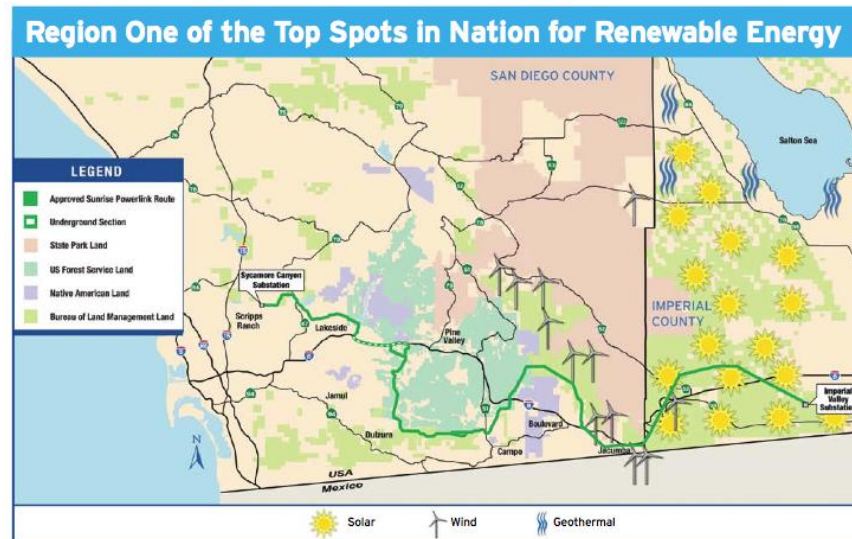 Region One of the Top Spots in Nation for Renewable Energy
SAN DIEGO COUNTY
Salton Sea
LEGEND
Approved Sunrise Powerlink Route
Underground Section
State Park Land
US Forest Service Land
Native American Land
Bureau of Land Management Land
Sycamore Canyon
Substation
Scripps
Ranch
Lakeside
Pine
Valley
IMPERIAL
COUNTY
Jamul
Dulzura
Boulevard
Campo
Jacumba
Imperial
Valley
Substation
N
USA
Mexico
Solar
Wind
Geothermal